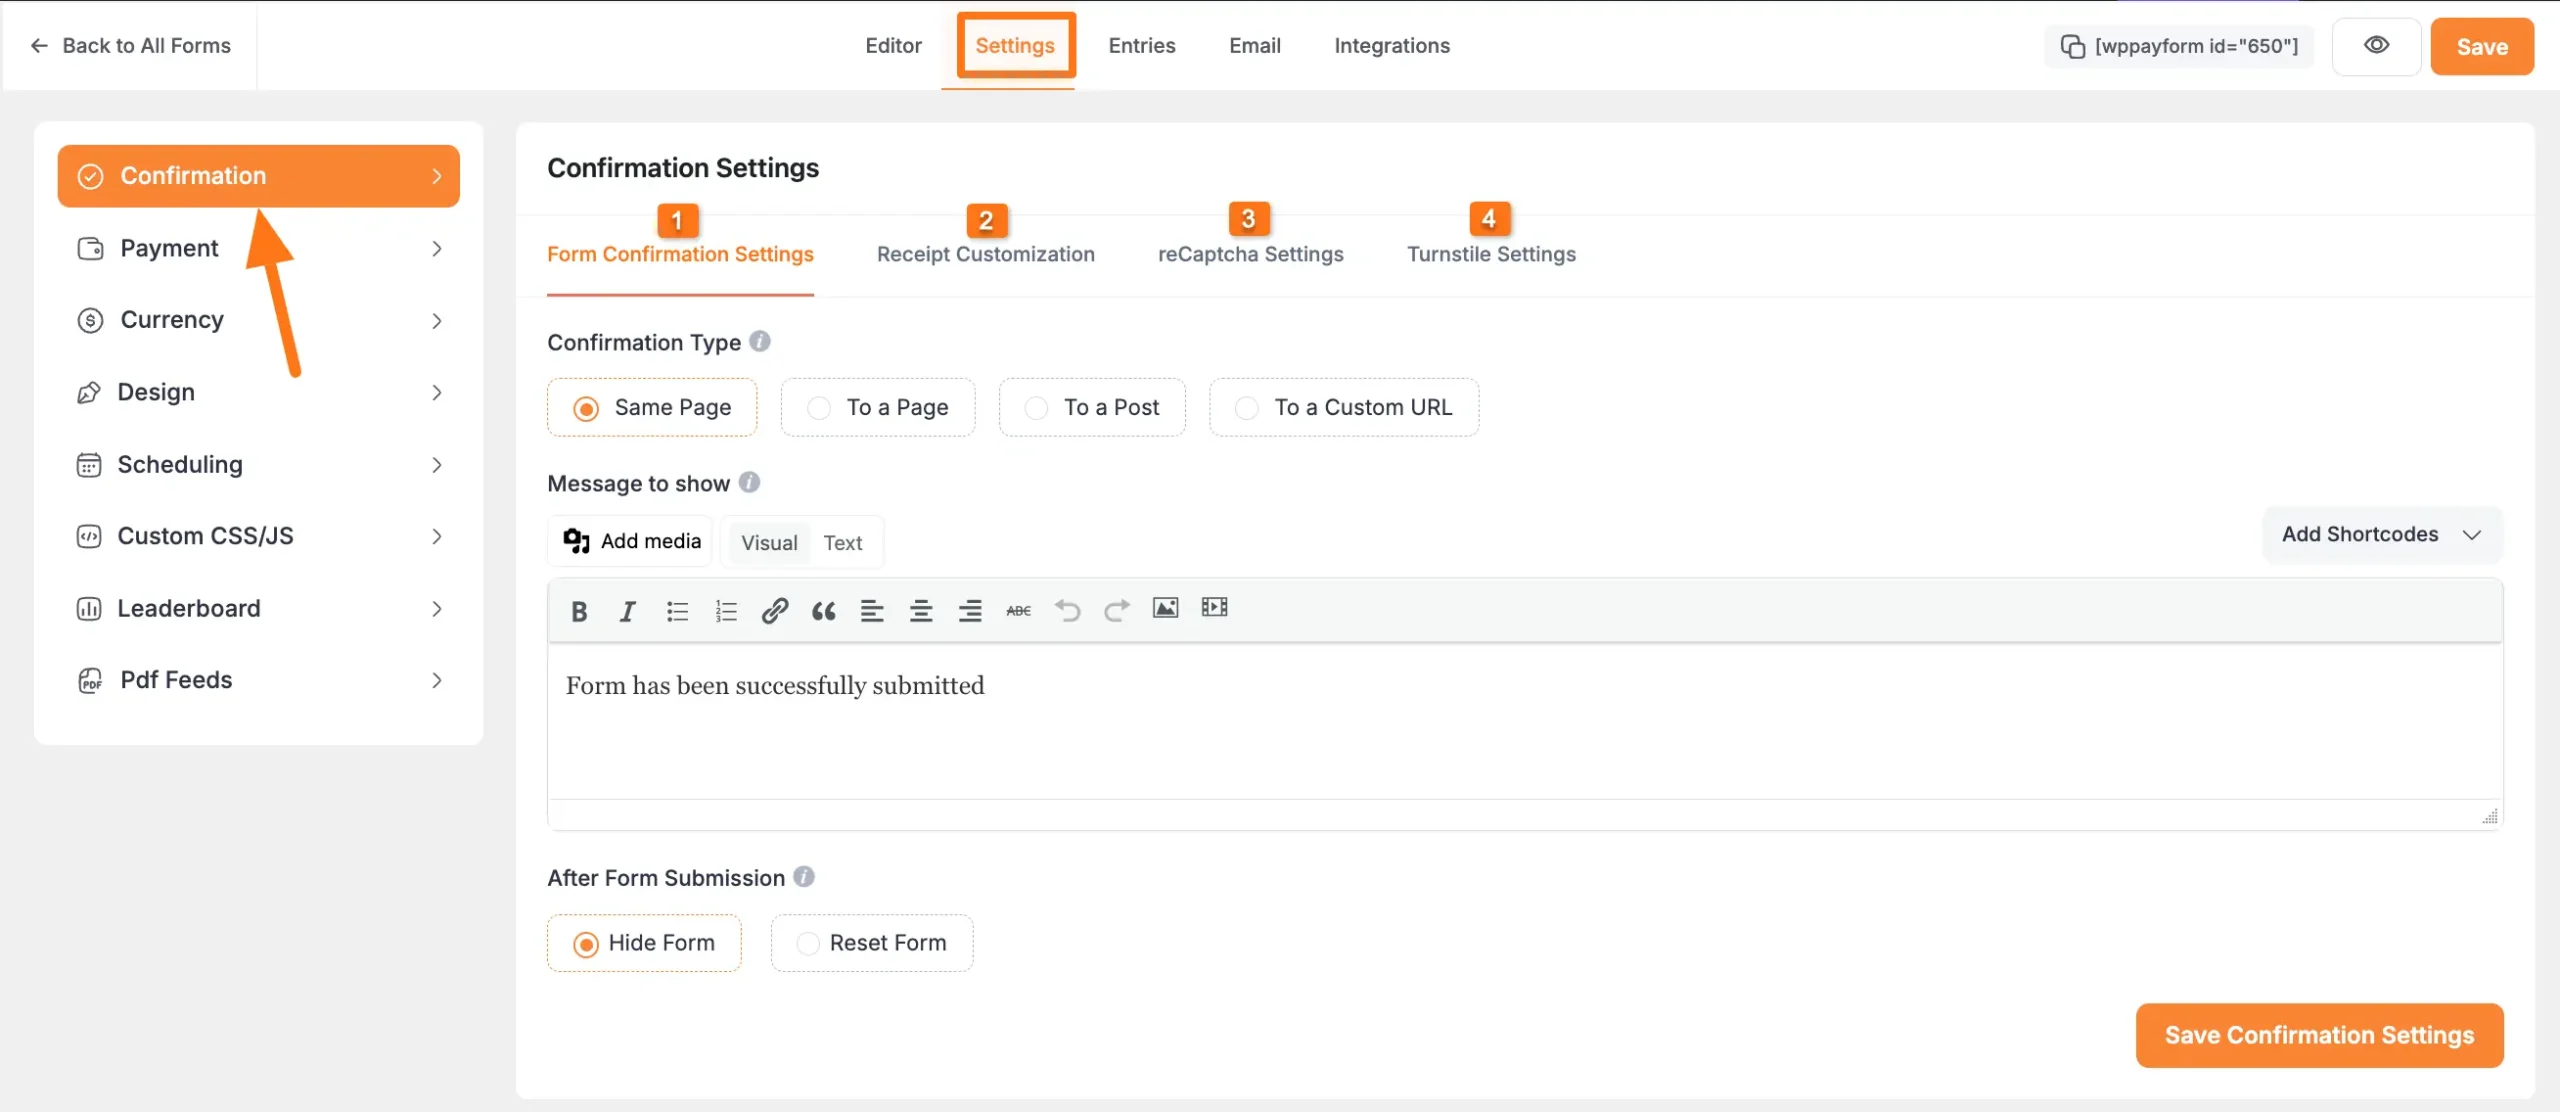 Back to All Forms
Editor
Settings
Entries
Email
Integrations
[wppayform id="650"]
Save
Confirmation
Payment
Currency
Design
Scheduling
Custom CSS/JS
Leaderboard
Pdf Feeds
Confirmation Settings
1
2
3
4
Form Confirmation Settings
Receipt Customization
reCaptcha Settings
Turnstile Settings
Confirmation Type
Same Page
To a Page
To a Post
To a Custom URL
Message to show
Add media
Visual
Text
Add Shortcodes
B I ABC
Form has been successfully submitted
After Form Submission
Hide Form
Reset Form
Save Confirmation Settings